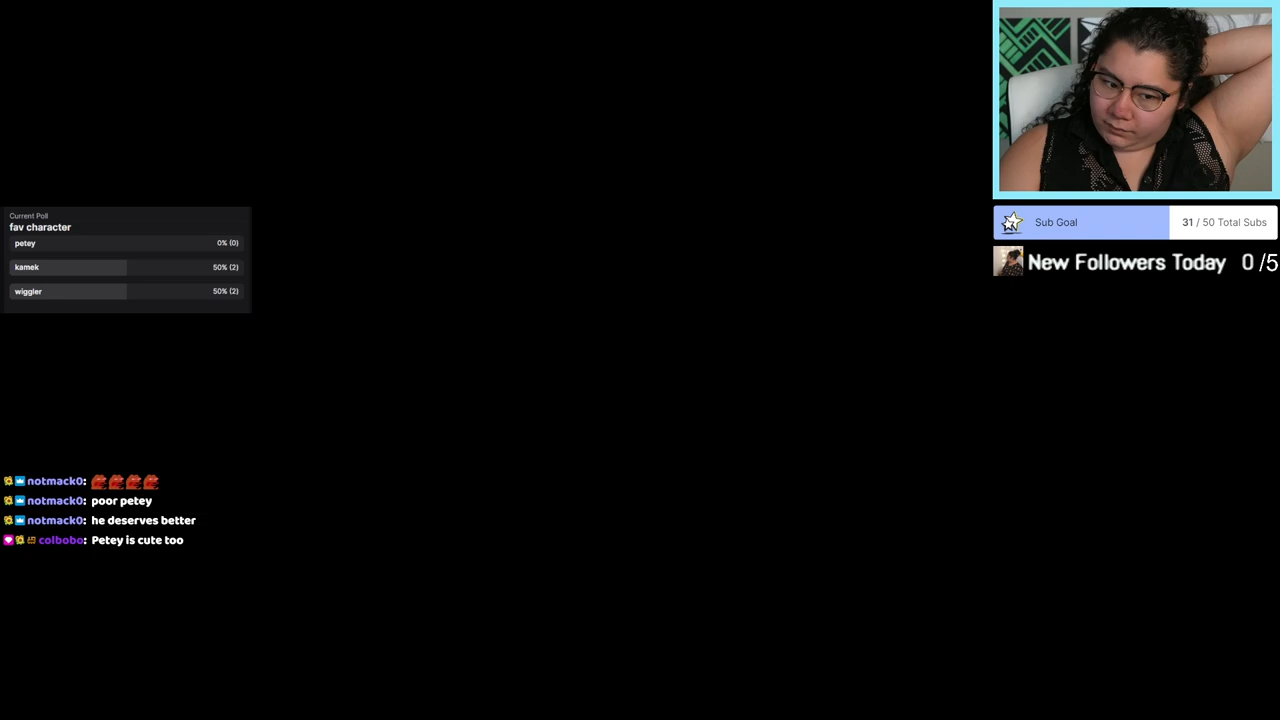 Current Poll
fav character
petey 0% (0)
kamek 50% (2)
wiggler 50% (2)
notmack0:
notmack0: poor petey
notmack0: he deserves better
colbobo: Petey is cute too
Sub Goal 31 / 50 Total Subs
New Followers Today 0 /5